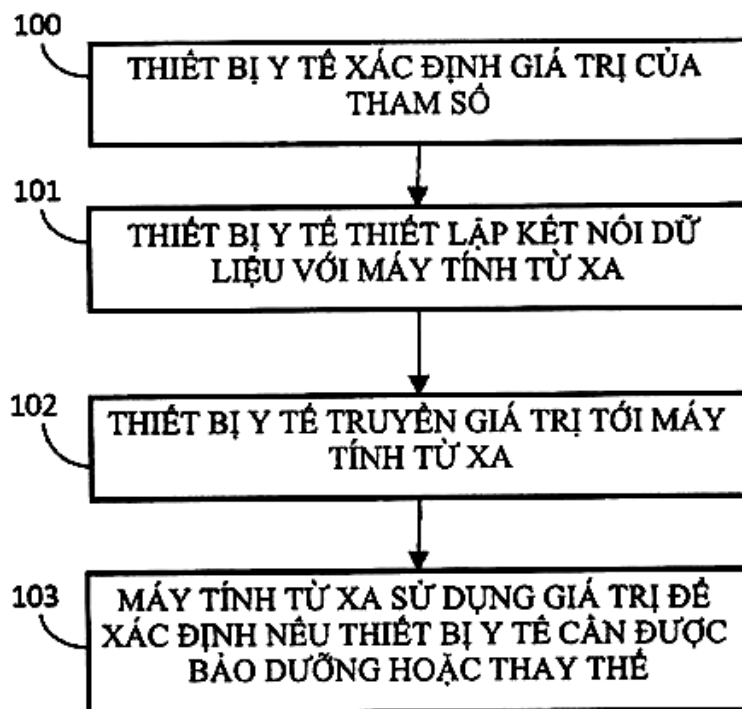 100
THIẾT BỊ Y TẾ XÁC ĐỊNH GIÁ TRỊ CỦA
THAM SỐ
101
THIẾT BỊ Y TẾ THIẾT LẬP KẾT NỐI DỮ
LIỆU VỚI MÁY TÍNH TỪ XA
102
THIẾT BỊ Y TẾ TRUYỀN GIÁ TRỊ TỚI MÁY
TÍNH TỪ XA
103
MÁY TÍNH TỪ XA SỬ DỤNG GIÁ TRỊ ĐỂ
XÁC ĐỊNH NẾU THIẾT BỊ Y TẾ CẦN ĐƯỢC
BẢO DƯỠNG HOẶC THAY THẾ